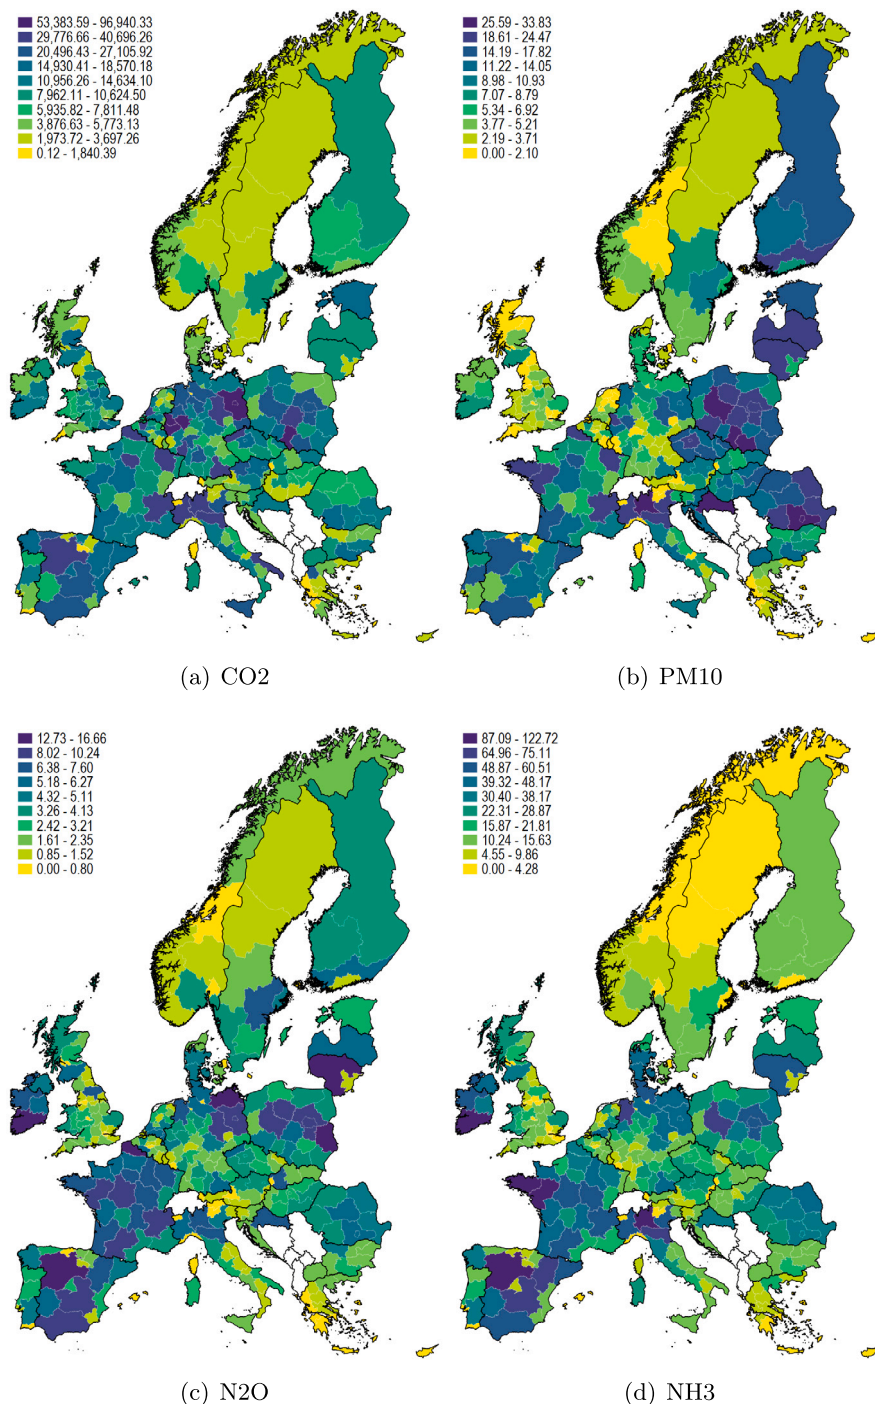 53,383.59 - 96,940.33
29,776.66 - 40,696.26
20,496.43 - 27,105.92
14,930.41 - 18,570.18
10,956.26 - 14,634.10
7,962.11 - 10,624.50
5,935.82 - 7,811.48
3,876.63 - 5,773.13
1,973.72 - 3,697.26
0.12 - 1,840.39
25.59 - 33.83
18.61 - 24.47
14.19 - 17.82
11.22 - 14.05
8.98 - 10.93
7.07 - 8.79
5.34 - 6.92
3.77 - 5.21
2.19 - 3.71
0.00 - 2.10
(a) CO2
(b) PM10
12.73 - 16.66
8.02 - 10.24
6.38 - 7.60
5.18 - 6.27
4.32 - 5.11
3.26 - 4.13
2.42 - 3.21
1.61 - 2.35
0.85 - 1.52
0.00 - 0.80
87.09 - 122.72
64.96 - 75.11
48.87 - 60.51
39.32 - 48.17
30.40 - 38.17
22.31 - 28.87
15.87 - 21.81
10.24 - 15.63
4.55 - 9.86
0.00 - 4.28
(c) N2O
(d) NH3